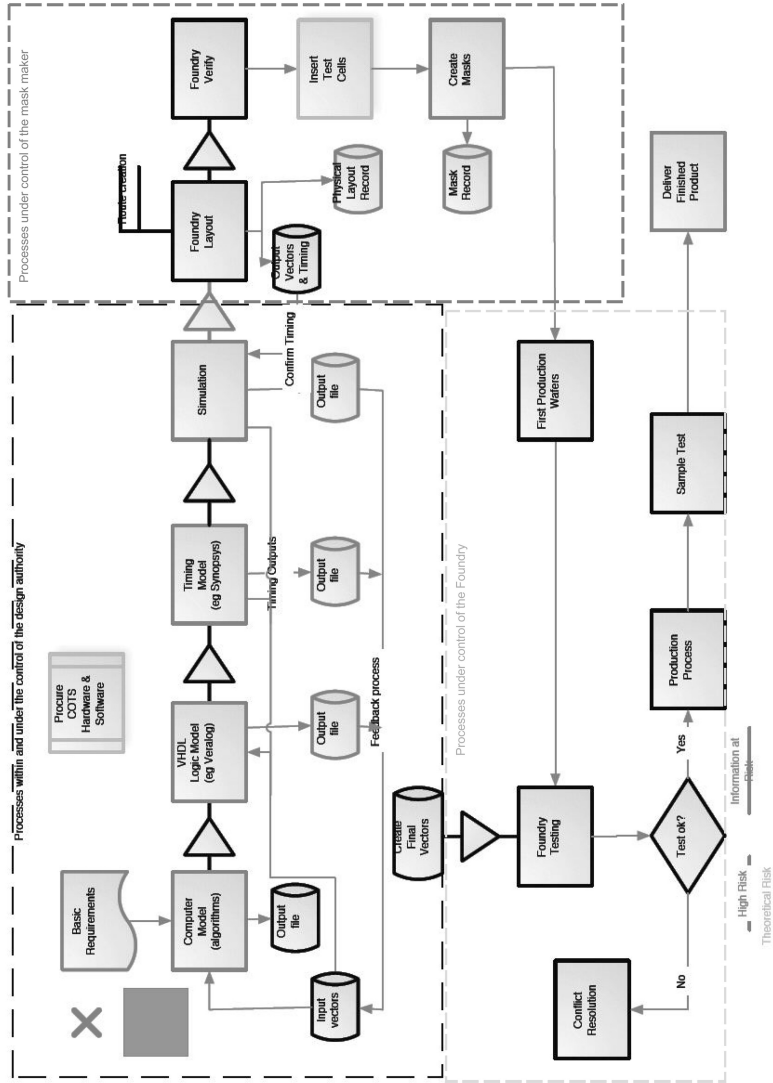 Processes within and under the control of the design authority
Procure
COTS
Hardware &
Software
Basic
Requirements
Computer
Model
(algorithms)
VHDL
Logic Model
(eg Veralog)
Timing
Model
(eg Synopsys)
Simulation
Output
file
Output
file
Output
file
Output
file
Input
vectors
Timing Outputs
Confirm Timing
Feedback process
Processes under control of the mask maker
Route creation
Foundry
Layout
Foundry
Verify
Output
Vectors
& Timing
Physical
Layout
Record
Insert
Test
Cells
Create
Masks
Mask
Record
Processes under control of the Foundry
Create
Final
Vectors
Foundry
Testing
First Production
Wafers
Test ok?
No
Yes
Conflict
Resolution
Production
Process
Sample Test
Deliver
Finished
Product
High Risk
Information at
Risk
Theoretical Risk